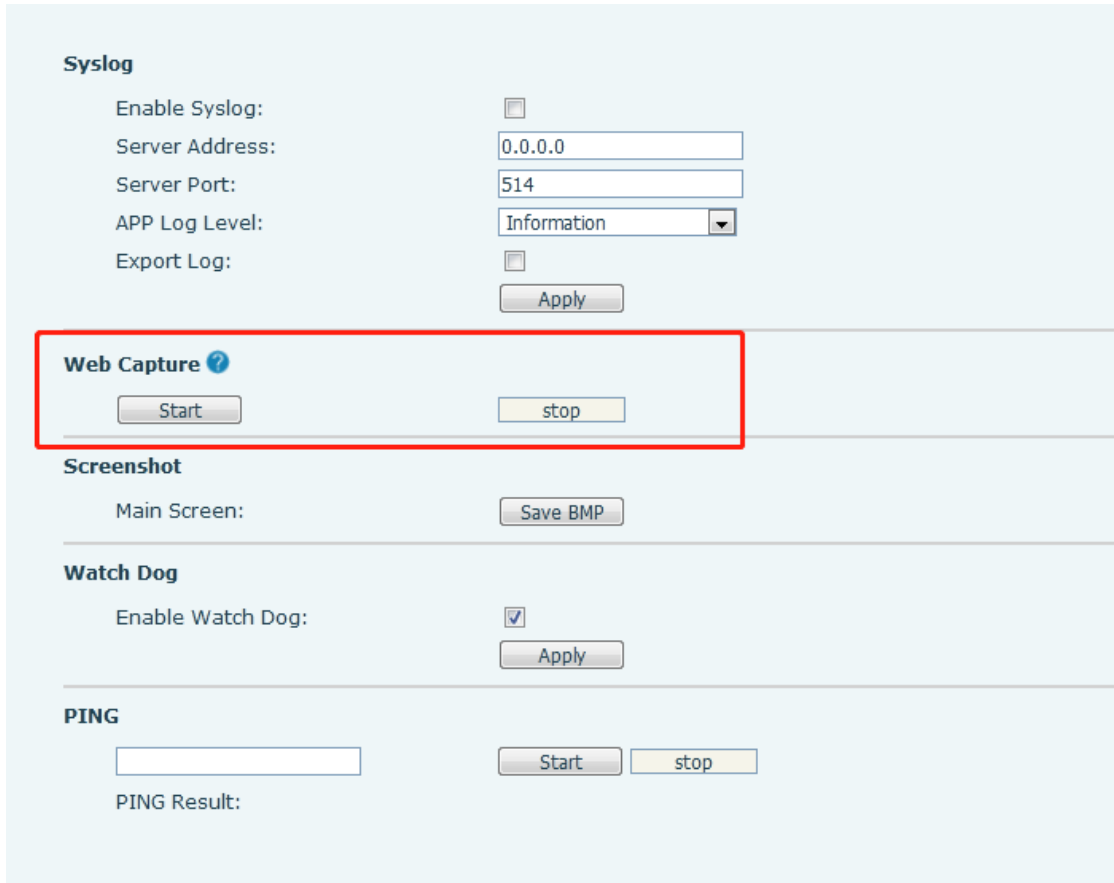 Syslog
Enable Syslog:
Server Address: 0.0.0.0
Server Port: 514
APP Log Level: Information
Export Log:
Apply
Web Capture ?
Start stop
Screenshot
Main Screen: Save BMP
Watch Dog
Enable Watch Dog:
Apply
PING
Start stop
PING Result: